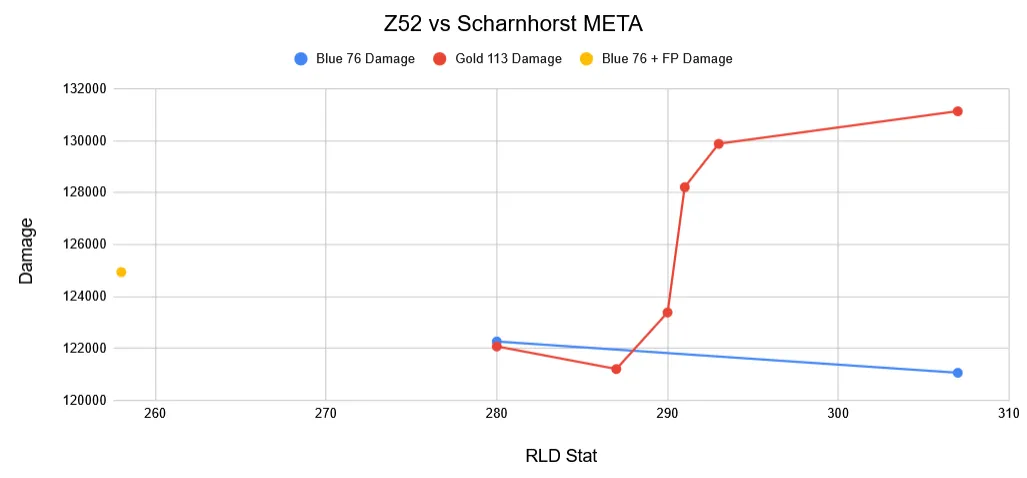 Z52 vs Scharnhorst META
Blue 76 Damage Gold 113 Damage Blue 76 + FP Damage
132000
130000
128000
126000
124000
122000
120000
Damage
260 270 280 290 300 310
RLD Stat